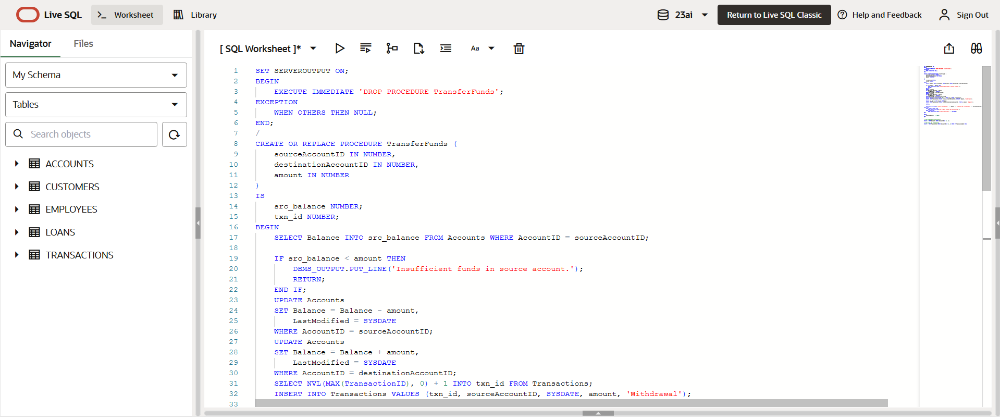 Live SQL
Worksheet
Library
23ai
Return to Live SQL Classic
Help and Feedback
Sign Out
Navigator
Files
My Schema
Tables
Search objects
ACCOUNTS
CUSTOMERS
EMPLOYEES
LOANS
TRANSACTIONS
[ SQL Worksheet ]*
Aa
1 SET SERVEROUTPUT ON;
2 BEGIN
3 EXECUTE IMMEDIATE 'DROP PROCEDURE TransferFunds';
4 EXCEPTION
5 WHEN OTHERS THEN NULL;
6 END;
7 /
8 CREATE OR REPLACE PROCEDURE TransferFunds (
9 sourceAccountID IN NUMBER,
10 destinationAccountID IN NUMBER,
11 amount IN NUMBER
12 )
13 IS
14 src_balance NUMBER;
15 txn_id NUMBER;
16 BEGIN
17 SELECT Balance INTO src_balance FROM Accounts WHERE AccountID = sourceAccountID;
18
19 IF src_balance < amount THEN
20 DBMS_OUTPUT.PUT_LINE('Insufficient funds in source account.');
21 RETURN;
22 END IF;
23 UPDATE Accounts
24 SET Balance = Balance - amount,
25 LastModified = SYSDATE
26 WHERE AccountID = sourceAccountID;
27 UPDATE Accounts
28 SET Balance = Balance + amount,
29 LastModified = SYSDATE
30 WHERE AccountID = destinationAccountID;
31 SELECT NVL(MAX(TransactionID), 0) + 1 INTO txn_id FROM Transactions;
32 INSERT INTO Transactions VALUES (txn_id, sourceAccountID, SYSDATE, amount, 'Withdrawal');
33